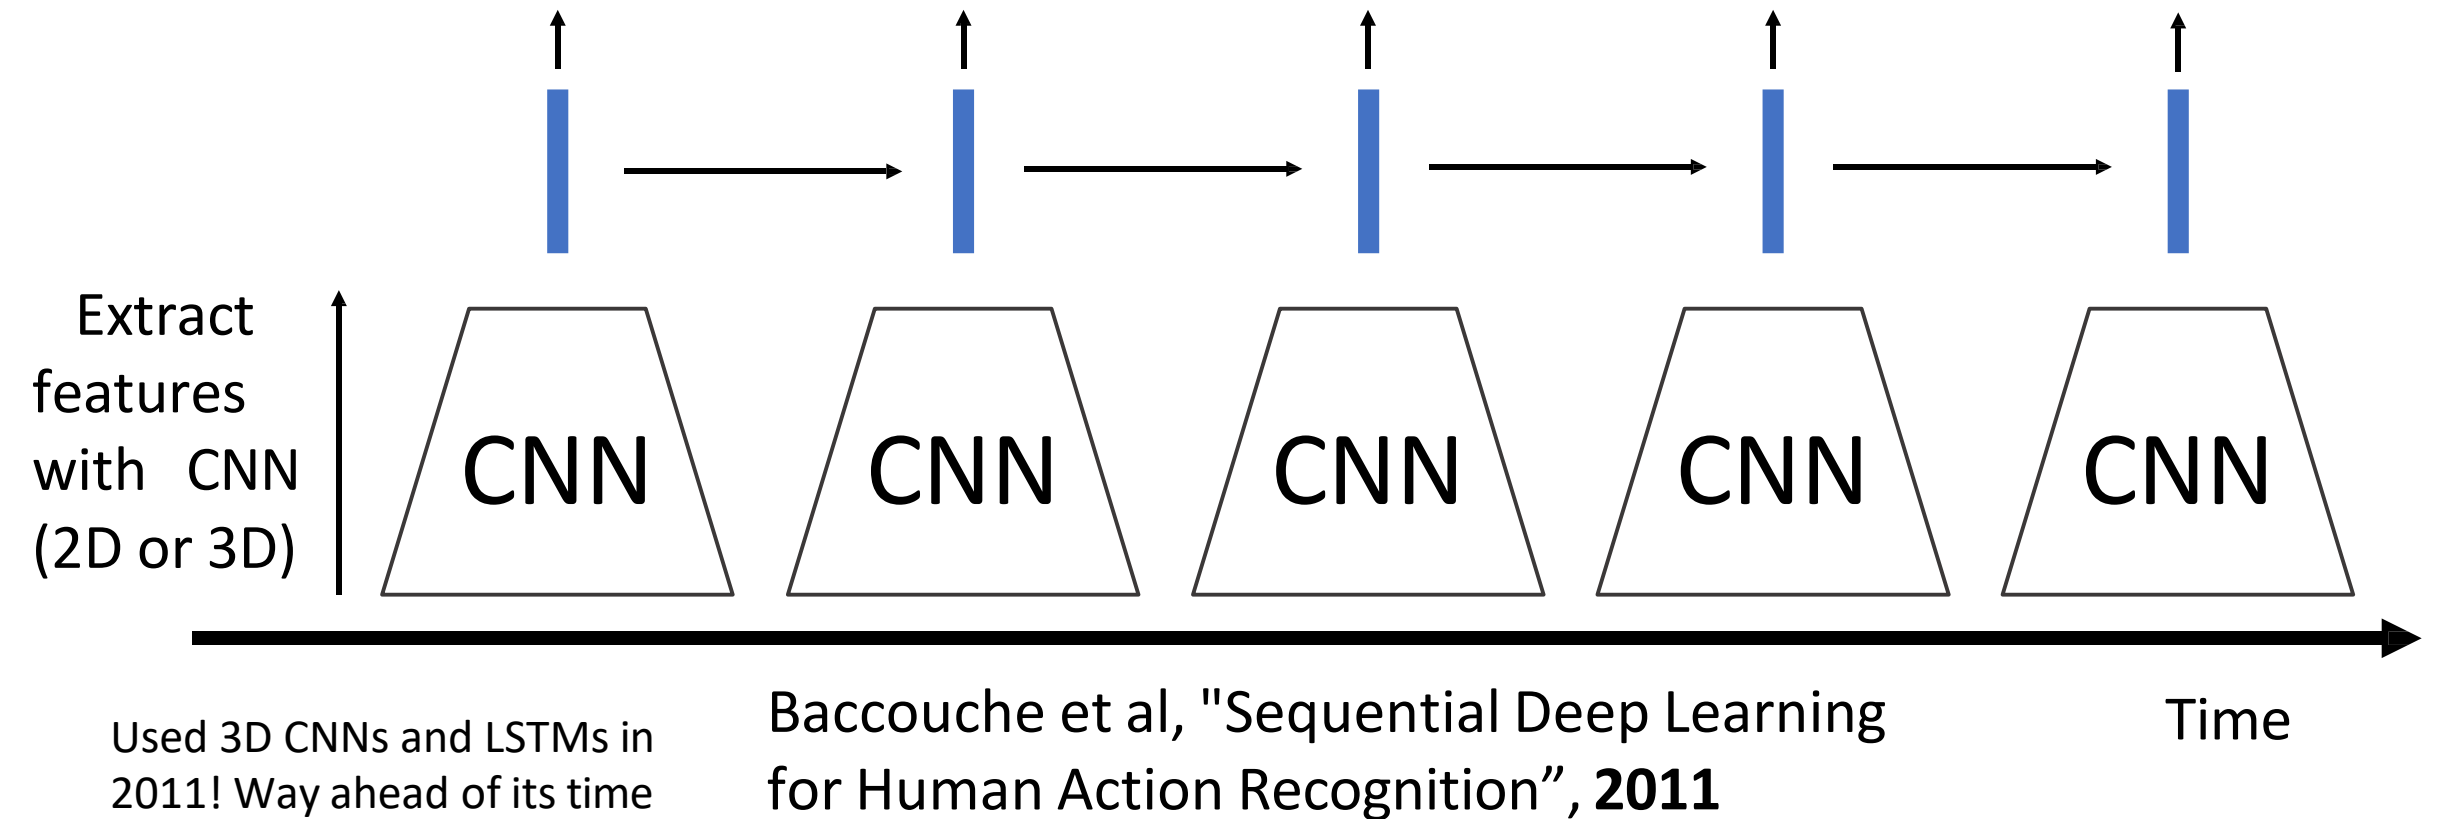 Extract
features
with CNN
(2D or 3D)
CNN CNN CNN CNN CNN
Time
Used 3D CNNs and LSTMs in
2011! Way ahead of its time
Baccouche et al, "Sequential Deep Learning
for Human Action Recognition”, 2011